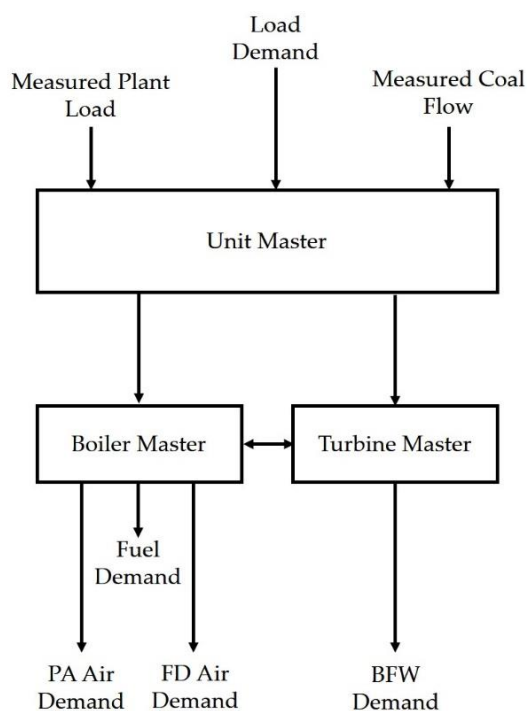 Load
Demand
Measured Plant
Load
Measured Coal
Flow
Unit Master
Boiler Master
Turbine Master
Fuel
Demand
PA Air
Demand
FD Air
Demand
BFW
Demand